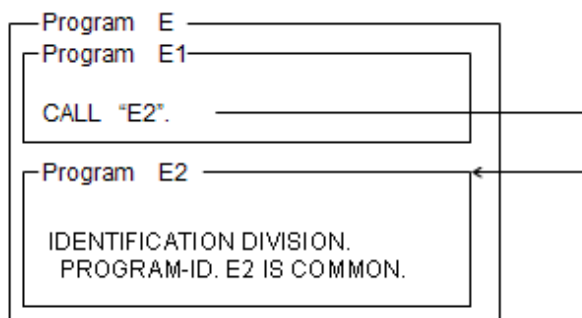 Program E
Program E1
CALL “E2”.
Program E2
IDENTIFICATION DIVISION.
PROGRAM-ID. E2 IS COMMON.